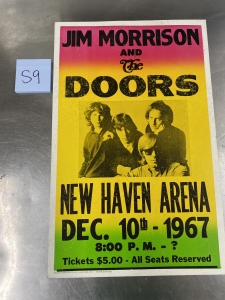 JIM MORRISON
AND
The
DOORS
S9
NEW HAVEN ARENA
DEC. 10th - 1967
8:00 P.M. - ?
Tickets $5.00 - All Seats Reserved